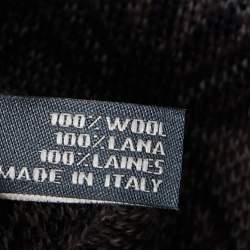 100% WOOL
100% LANA
100% LAINES
MADE IN ITALY